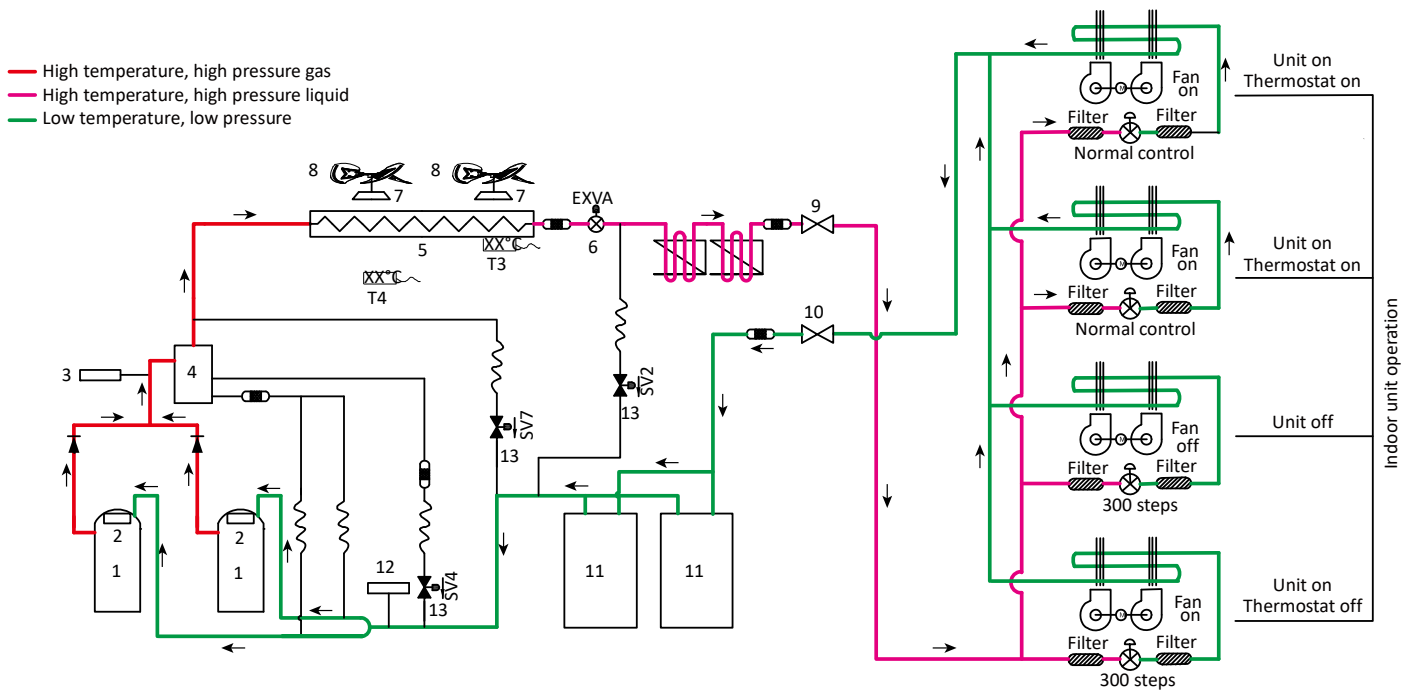 High temperature, high pressure gas
High temperature, high pressure liquid
Low temperature, low pressure
8
7
8
7
EXVA
6
5
XX°C
T3
XX°C
T4
9
10
3
4
SV7
13
SV2
13
2
1
2
1
12
SV4
13
11
11
M
Fan
on
Filter
Filter
Normal control
Unit on
Thermostat on
M
Fan
on
Filter
Filter
Normal control
Unit on
Thermostat on
M
Fan
off
Filter
Filter
300 steps
Unit off
M
Fan
on
Filter
Filter
300 steps
Unit on
Thermostat off
Indoor unit operation